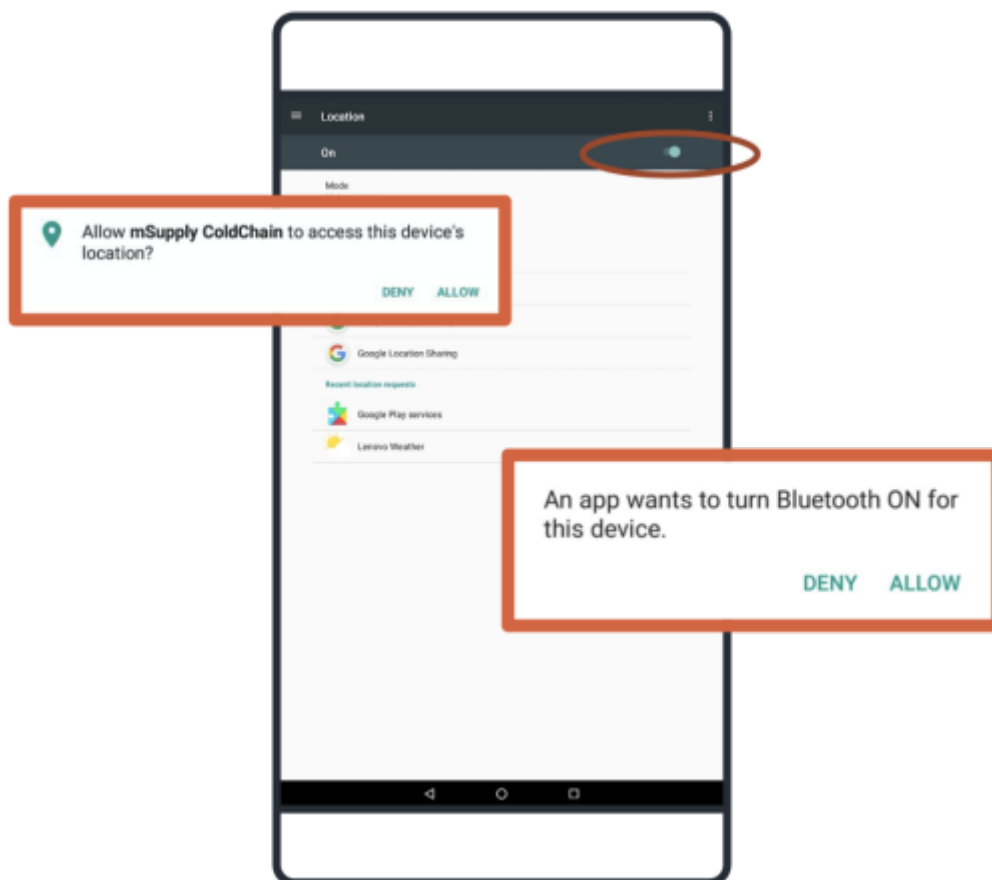 Location
On
Mode
Allow mSupply ColdChain to access this device's
location?
DENY ALLOW
Google Location Sharing
Recent location requests
Google Play services
Lenovo Weather
An app wants to turn Bluetooth ON for
this device.
DENY ALLOW